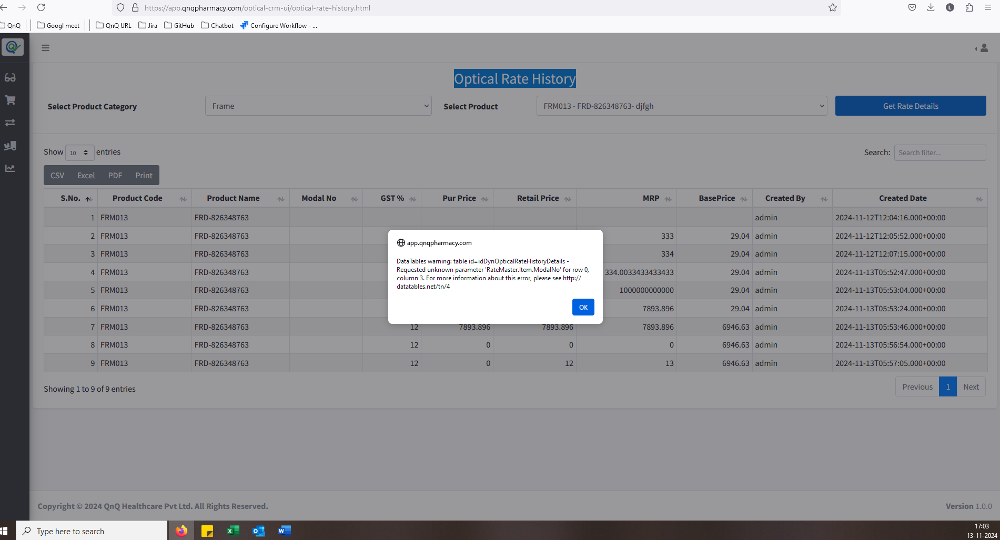 https://app.qnqpharmacy.com/optical-crm-ui/optical-rate-history.html
L
QnQ
Googl meet
QnQ URL
Jira
GitHub
Chatbot
Configure Workflow - ...
Optical Rate History
Select Product Category
Frame
Select Product
FRM013 - FRD-826348763- djfgh
Get Rate Details
Show 10 entries
Search: Search filter...
CSV Excel PDF Print
S.No. Product Code Product Name Modal No GST % Pur Price Retail Price MRP BasePrice Created By Created Date
1 FRM013 FRD-826348763 admin 2024-11-12T12:04:16.000+00:00
2 FRM013 FRD-826348763 333 29.04 admin 2024-11-12T12:05:52.000+00:00
3 FRM013 FRD-826348763 334 29.04 admin 2024-11-12T12:07:15.000+00:00
4 FRM013 FRD-826348763 334.0033433433433 29.04 admin 2024-11-13T05:52:47.000+00:00
5 FRM013 FRD-826348763 1000000000000 29.04 admin 2024-11-13T05:53:04.000+00:00
6 FRM013 FRD-826348763 7893.896 29.04 admin 2024-11-13T05:53:24.000+00:00
7 FRM013 FRD-826348763 12 7893.896 7893.896 7893.896 6946.63 admin 2024-11-13T05:53:46.000+00:00
8 FRM013 FRD-826348763 12 0 0 0 6946.63 admin 2024-11-13T05:56:54.000+00:00
9 FRM013 FRD-826348763 12 0 12 13 6946.63 admin 2024-11-13T05:57:05.000+00:00
app.qnqpharmacy.com
DataTables warning: table id=idDynOpticalRateHistoryDetails -
Requested unknown parameter 'RateMaster.Item.ModalNo' for row 0,
column 3. For more information about this error, please see http://
datatables.net/tn/4
OK
Showing 1 to 9 of 9 entries
Previous 1 Next
Copyright © 2024 QnQ Healthcare Pvt Ltd. All Rights Reserved.
Version 1.0.0
Type here to search
17:03
13-11-2024